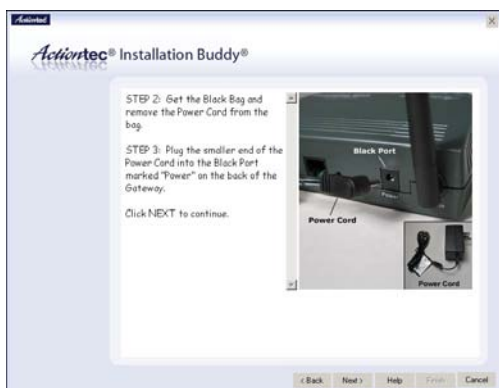 Actiontec
Actiontec® Installation Buddy®
STEP 2: Get the Black Bag and
remove the Power Cord from the
bag.
STEP 3: Plug the smaller end of the
Power Cord into the Black Port
marked "Power" on the back of the
Gateway.
Click NEXT to continue.
Black Port
Power
Power Cord
Power Cord
< Back
Next >
Help
Finish
Cancel